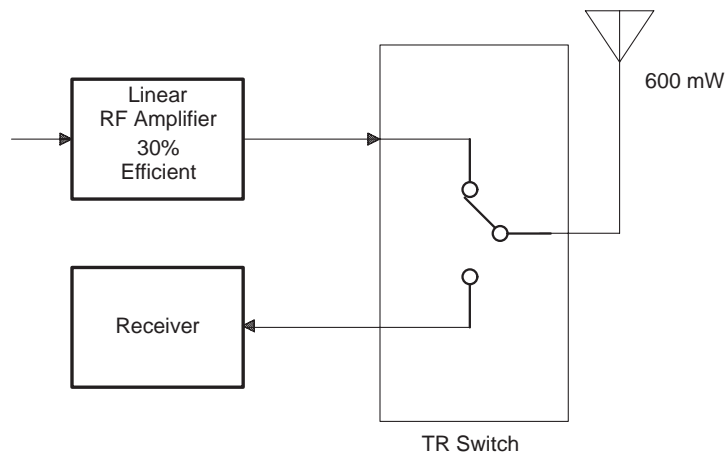 Linear
RF Amplifier
30%
Efficient
600 mW
Receiver
TR Switch